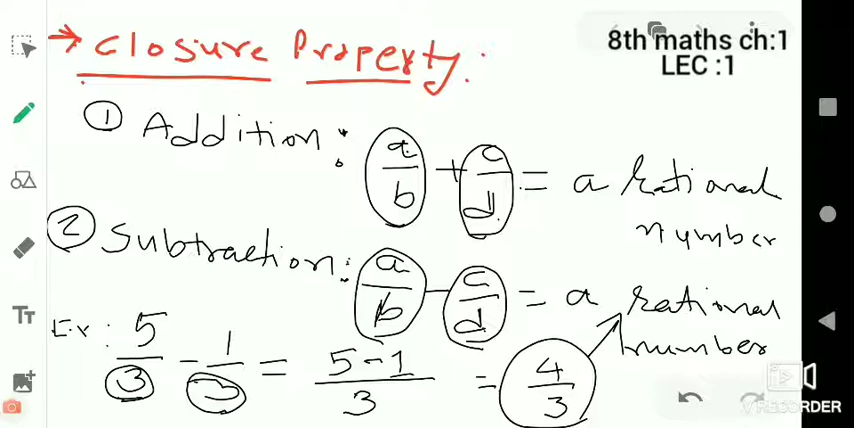 → Closure Property:
8th maths ch:1
LEC :1
① Addition: a/b + c/d = a rational
number
② Subtraction: a/b - c/d = a rational
number
Ex: 5/3 - 1/3 = 5-1/3 = 4/3
Tт
V RECORDER